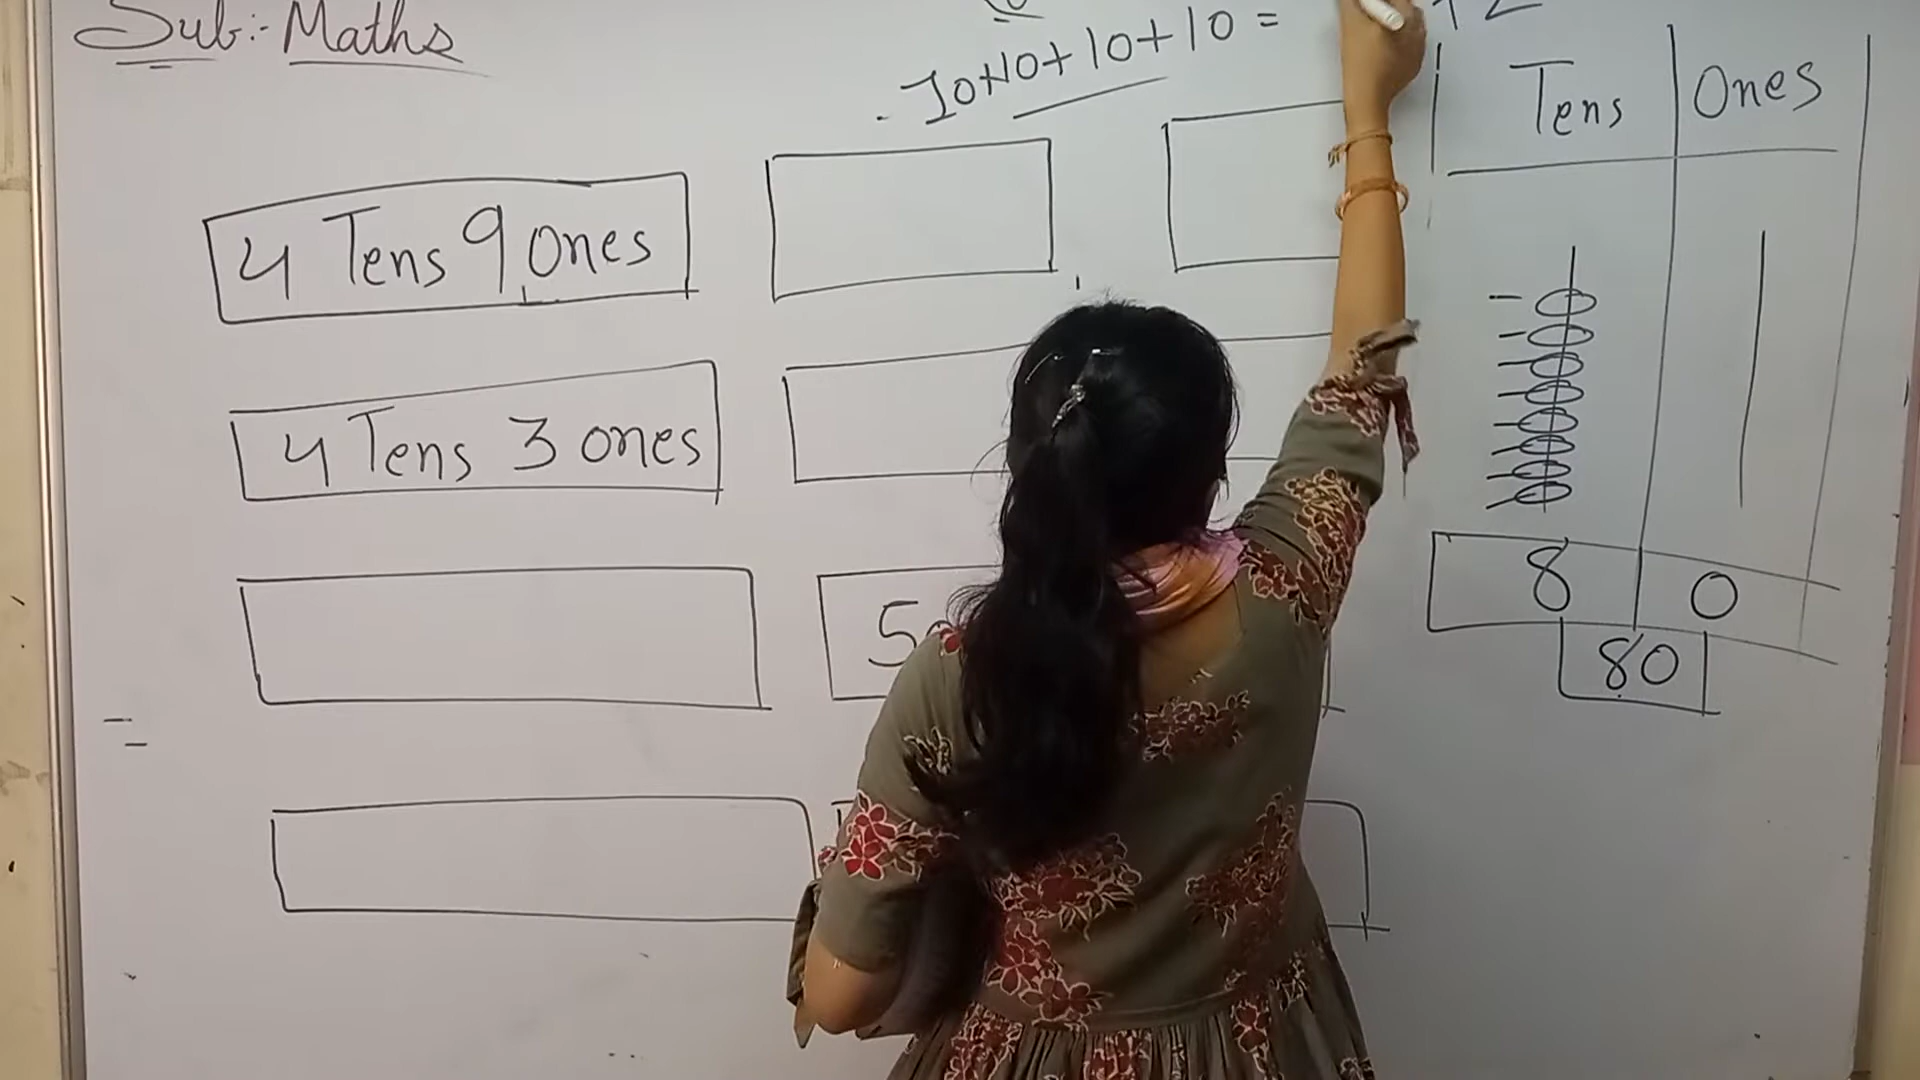 Sub:- Maths
10+10+10+10 =
Tens Ones
4 Tens 9 Ones
4 Tens 3 ones
8 0
5
80